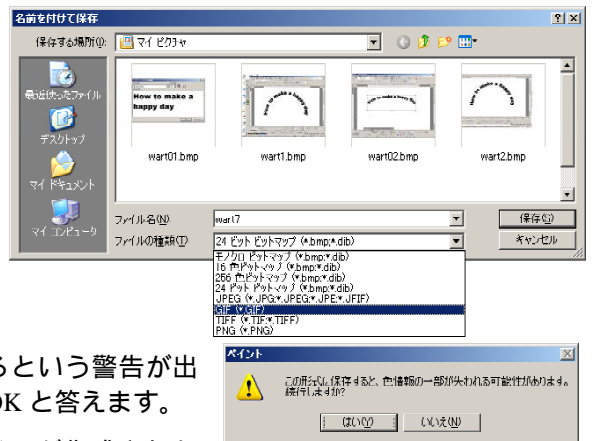 名前を付けて保存
保存する場所(I):
マイ ピクチャ
最近使ったファイル
デスクトップ
マイ ドキュメント
マイ コンピュータ
How to make a
happy day
How to make a happy day
wart01.bmp
wart1.bmp
wart02.bmp
wart2.bmp
ファイル名(N):
wart7
保存(S)
ファイルの種類(T):
24 ビット ビットマップ (*.bmp;*.dib)
キャンセル
モノクロ ビットマップ (*.bmp;*.dib)
16 色ビットマップ (*.bmp;*.dib)
256 色ビットマップ (*.bmp;*.dib)
24 ビット ビットマップ (*.bmp;*.dib)
JPEG (*.JPG;*.JPEG;*.JPE;*.JFIF)
GIF (*.GIF)
TIFF (*.TIF;*.TIFF)
PNG (*.PNG)
るという警告が出
OK と答えます。
ペイント
この形式に保存すると、色情報の一部が失われる可能性があります。
続行しますか?
はい(Y)
いいえ(N)